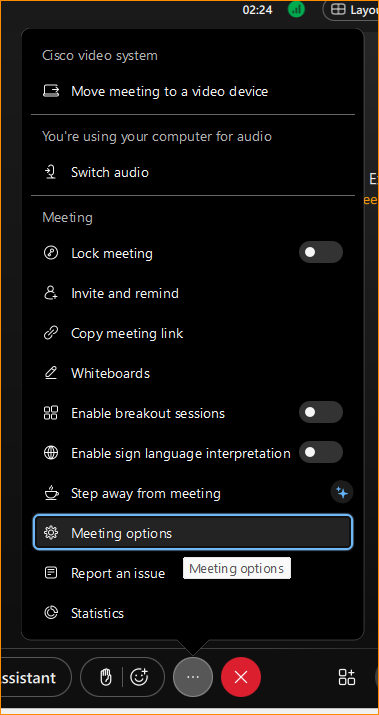 02:24
Layou
Cisco video system
Move meeting to a video device
You're using your computer for audio
Switch audio
Meeting
Lock meeting
Invite and remind
Copy meeting link
Whiteboards
Enable breakout sessions
Enable sign language interpretation
Step away from meeting
Meeting options
Report an issue
Meeting options
Statistics
ssistant